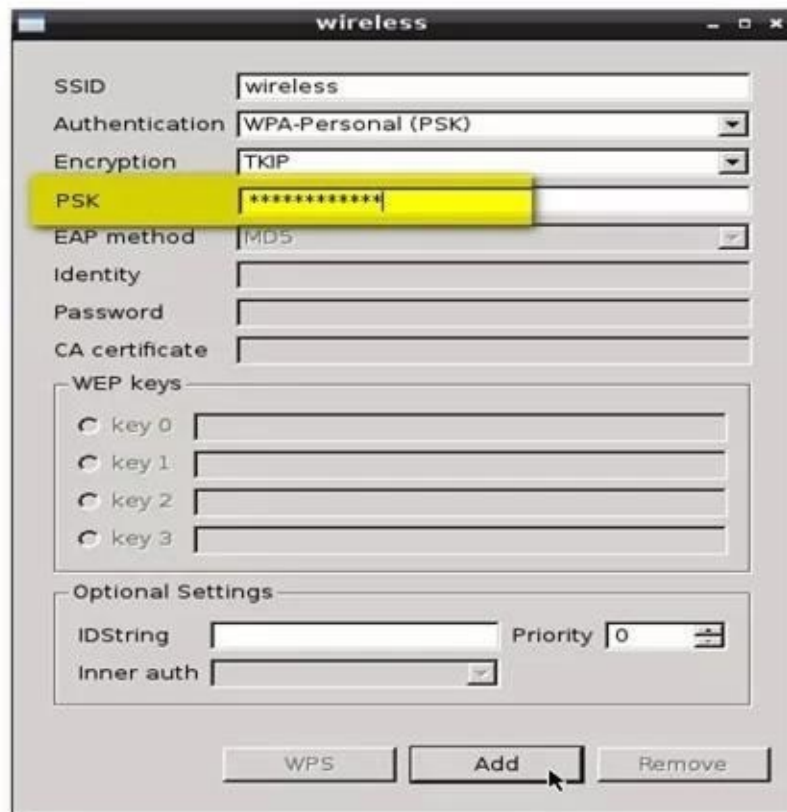 wireless
SSID wireless
Authentication WPA-Personal (PSK)
Encryption TKIP
PSK ************
EAP method MD5
Identity
Password
CA certificate
WEP keys
key 0
key 1
key 2
key 3
Optional Settings
IDString Priority 0
Inner auth
WPS Add Remove